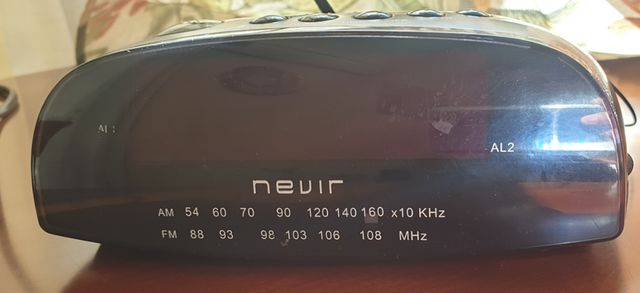 AL1
AL2
nevir
AM 54 60 70 90 120 140 160 x10 KHz
FM 88 93 98 103 106 108 MHz